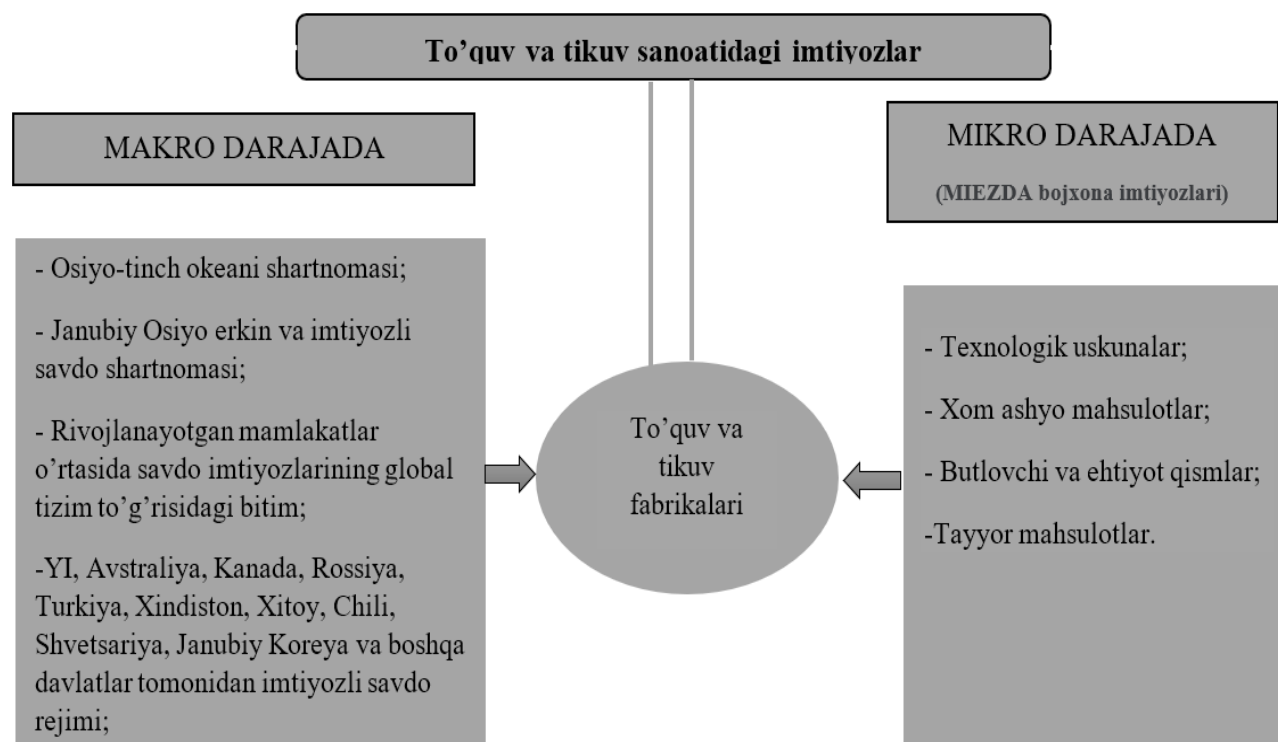 To’quv va tikuv sanoatidagi imtiyozlar
MAKRO DARAJADA
- Osiyo-tinch okeani shartnomasi;
- Janubiy Osiyo erkin va imtiyozli
savdo shartnomasi;
- Rivojlanayotgan mamlakatlar
o’rtasida savdo imtiyozlarining global
tizim to’g’risidagi bitim;
-YI, Avstraliya, Kanada, Rossiya,
Turkiya, Xindiston, Xitoy, Chili,
Shvetsariya, Janubiy Koreya va boshqa
davlatlar tomonidan imtiyozli savdo
rejimi;
To’quv va
tikuv
fabrikalari
MIKRO DARAJADA
(MIEZDA bojxona imtiyozlari)
- Texnologik uskunalar;
- Xom ashyo mahsulotlar;
- Butlovchi va ehtiyot qismlar;
-Tayyor mahsulotlar.